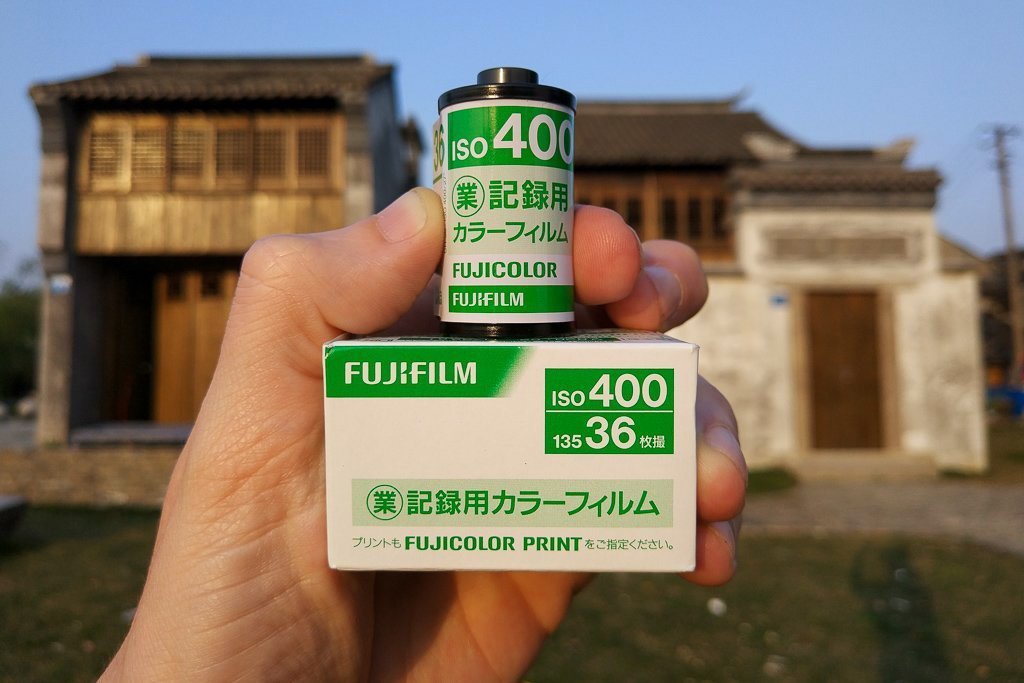 36
ISO 400
業 記録用
カラーフィルム
FUJICOLOR
FUJIFILM
FUJIFILM
ISO 400
135 36 枚撮
業 記録用カラーフィルム
プリントも FUJICOLOR PRINT をご指定ください。